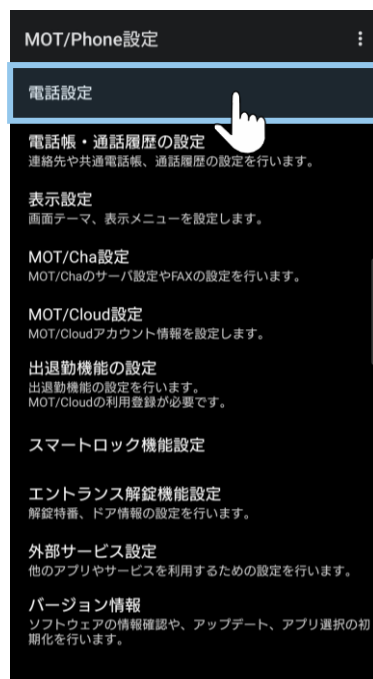 MOT/Phone設定
電話設定
電話帳・通話履歴の設定
連絡先や共通電話帳、通話履歴の設定を行います。
表示設定
画面テーマ、表示メニューを設定します。
MOT/Cha設定
MOT/Chaのサーバ設定やFAXの設定を行います。
MOT/Cloud設定
MOT/Cloudアカウント情報を設定します。
出退勤機能の設定
出退勤機能の設定を行います。
MOT/Cloudの利用登録が必要です。
スマートロック機能設定
エントランス解錠機能設定
解錠特番、ドア情報の設定を行います。
外部サービス設定
他のアプリやサービスを利用するための設定を行います。
バージョン情報
ソフトウェアの情報確認や、アップデート、アプリ選択の初
期化を行います。